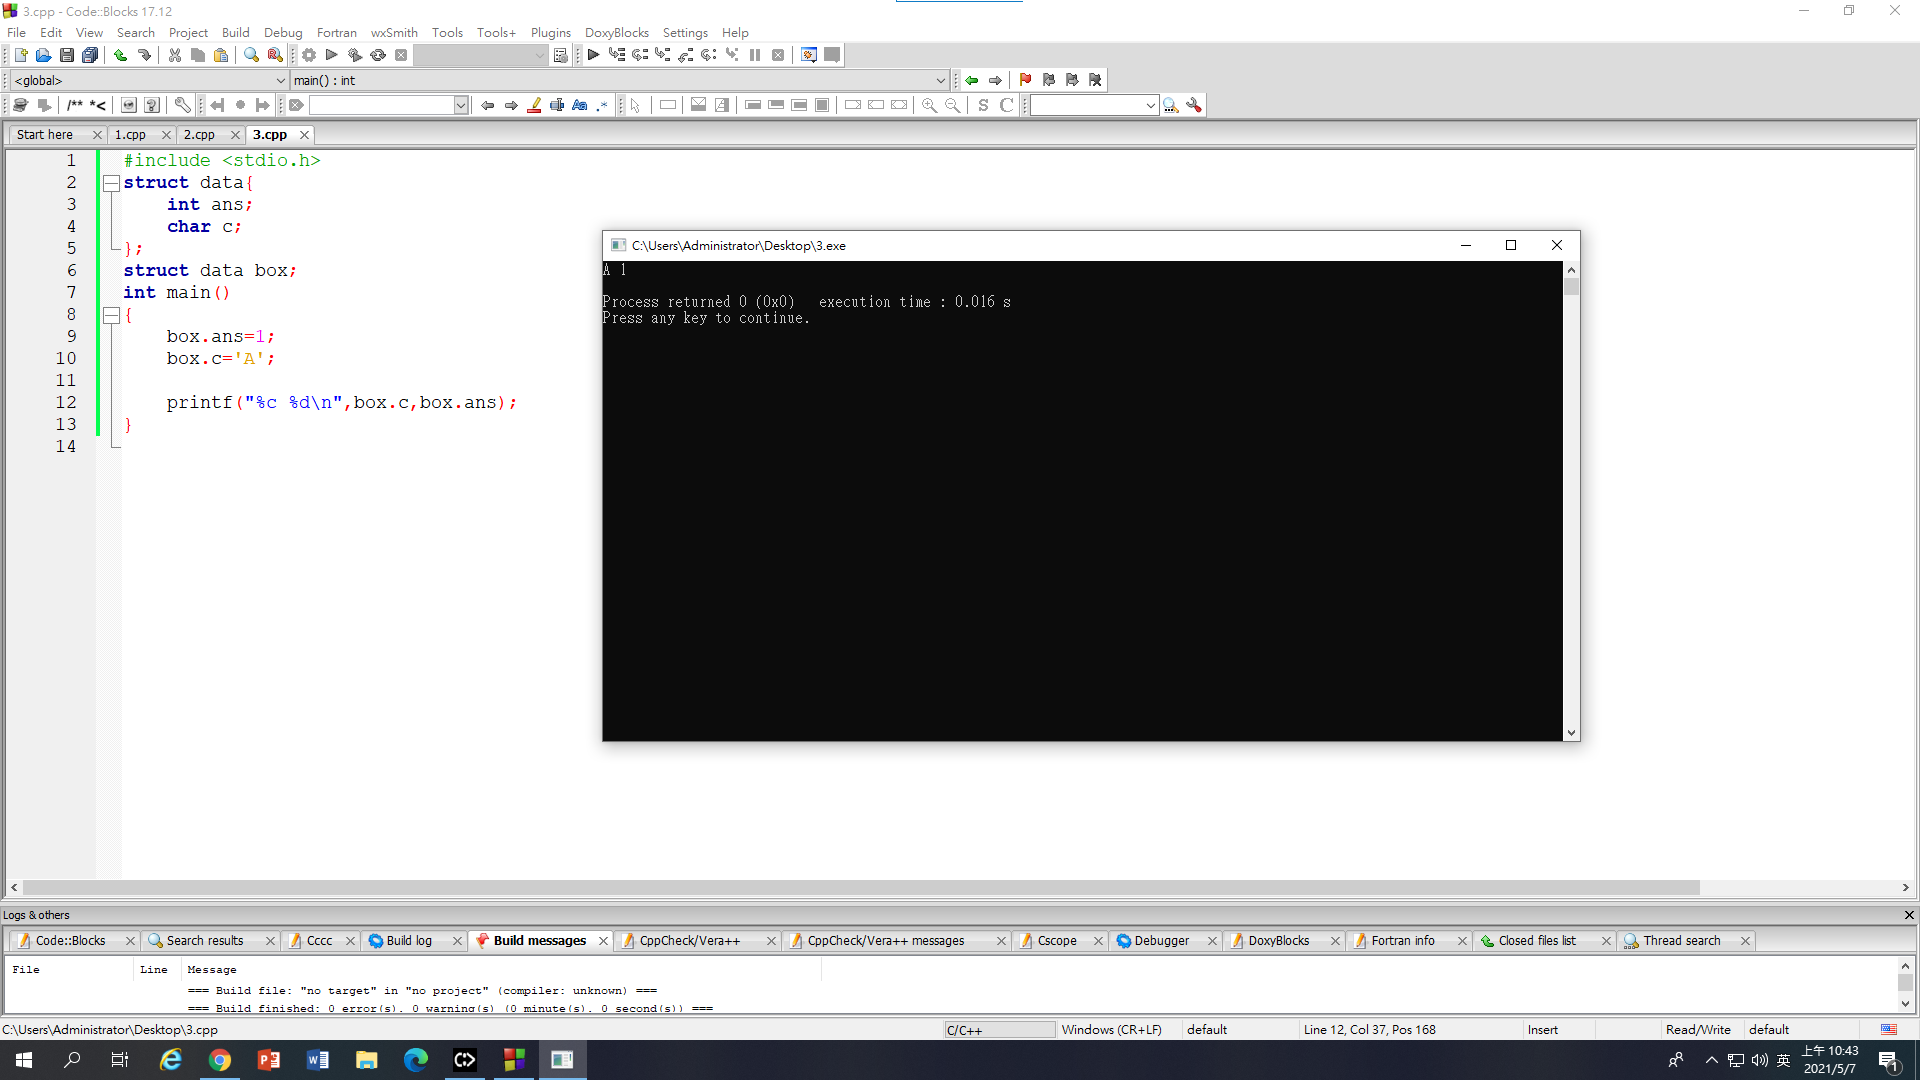 3.cpp - Code::Blocks 17.12
File Edit View Search Project Build Debug Fortran wxSmith Tools Tools+ Plugins DoxyBlocks Settings Help
<global> main() : int
/** *<
S C
Start here 1.cpp 2.cpp 3.cpp
1 #include <stdio.h>
2 struct data{
3 int ans;
4 char c;
5 };
6 struct data box;
7 int main()
8 {
9 box.ans=1;
10 box.c='A';
11
12 printf("%c %d\n",box.c,box.ans);
13 }
14
C:\Users\Administrator\Desktop\3.exe
A 1
Process returned 0 (0x0) execution time : 0.016 s
Press any key to continue.
Logs & others
Code::Blocks Search results Cccc Build log Build messages CppCheck/Vera++ CppCheck/Vera++ messages Cscope Debugger DoxyBlocks Fortran info Closed files list Thread search
File Line Message
=== Build file: "no target" in "no project" (compiler: unknown) ===
=== Build finished: 0 error(s), 0 warning(s) (0 minute(s), 0 second(s)) ===
C:\Users\Administrator\Desktop\3.cpp C/C++ Windows (CR+LF) default Line 12, Col 37, Pos 168 Insert Read/Write default
英 上午 10:43
2021/5/7
1